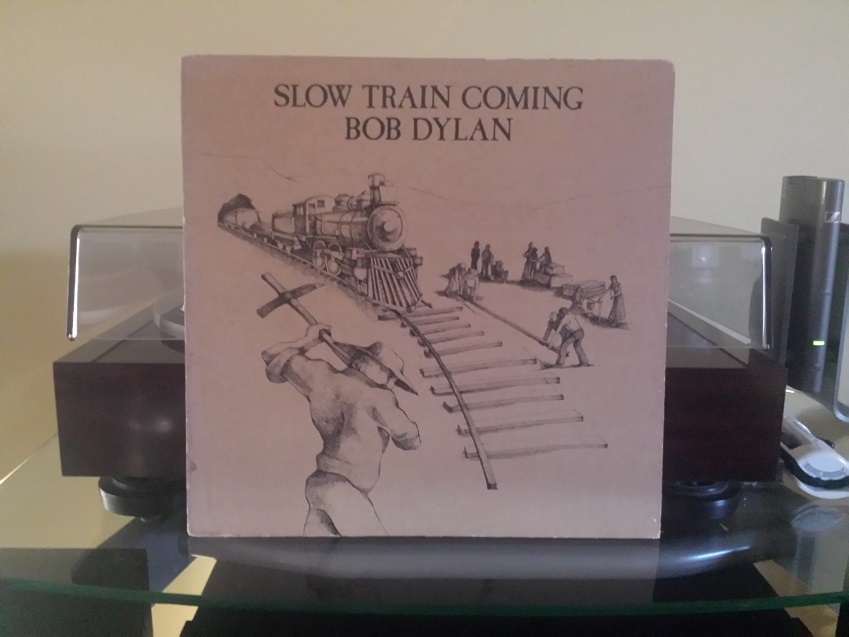 SLOW TRAIN COMING
BOB DYLAN